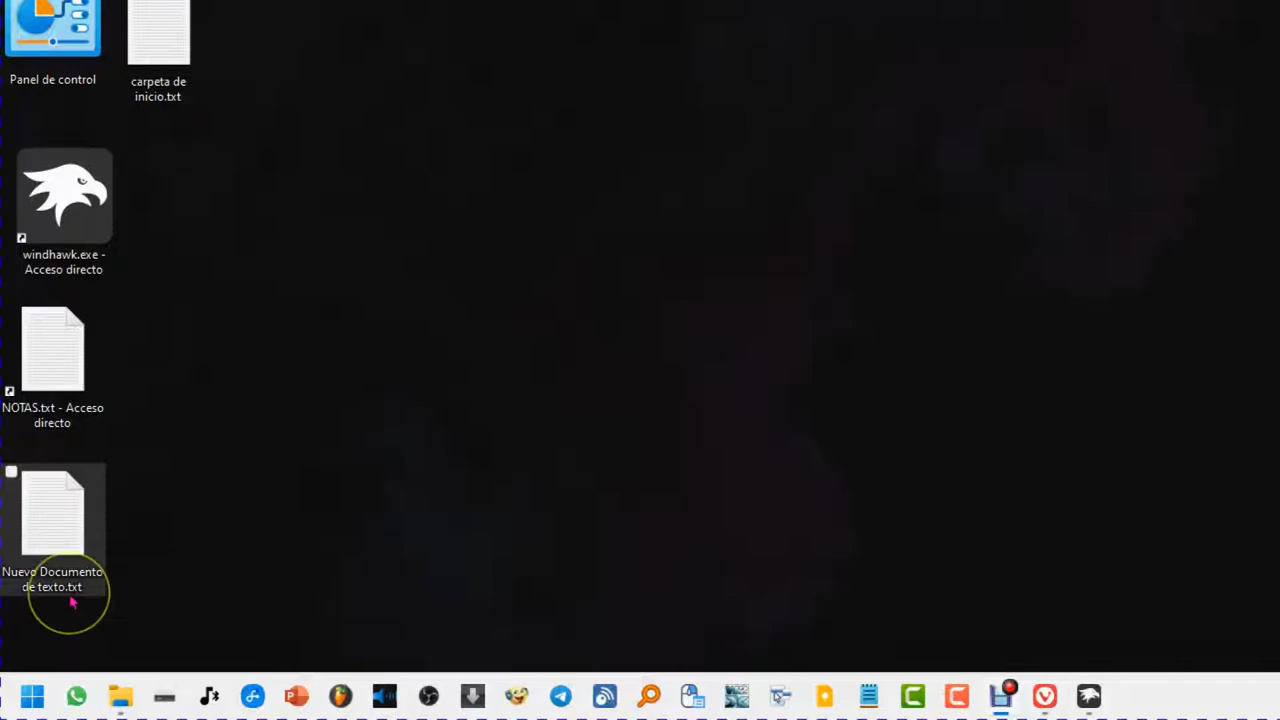 Panel de control
carpeta de
inicio.txt
windhawk.exe -
Acceso directo
NOTAS.txt - Acceso
directo
Nuevo Documento
de texto.txt